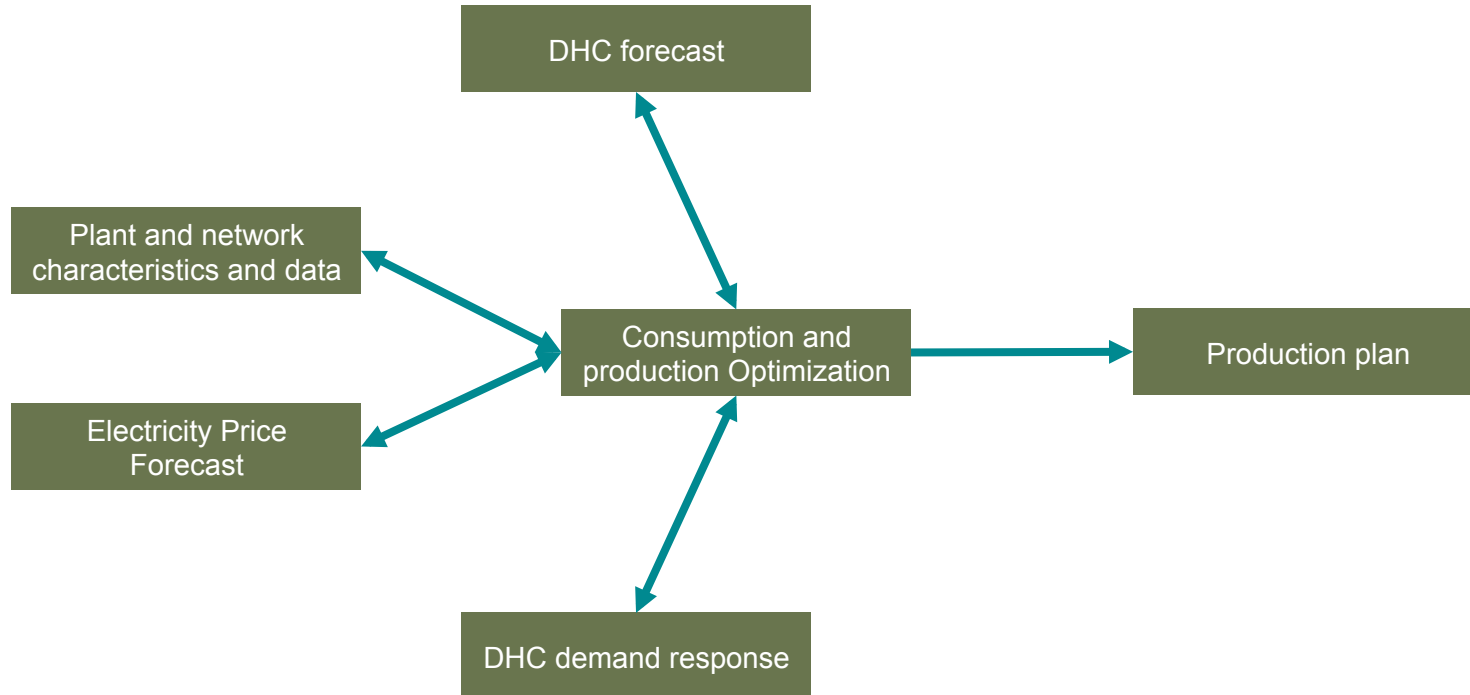 DHC forecast
Plant and network
characteristics and data
Consumption and
production Optimization
Production plan
Electricity Price
Forecast
DHC demand response